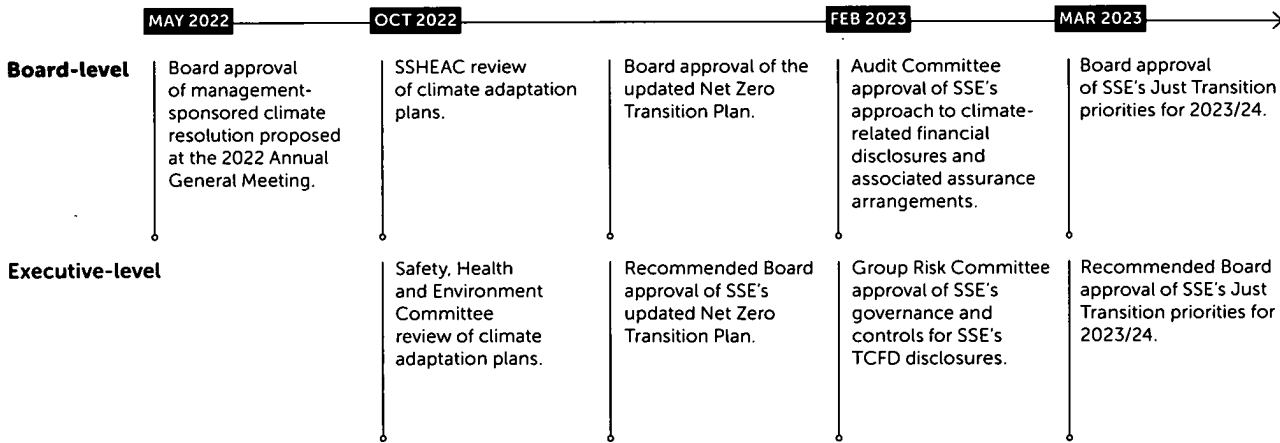 MAY 2022
OCT 2022
FEB 2023
MAR 2023
Board-level
Board approval
of management-
sponsored climate
resolution proposed
at the 2022 Annual
General Meeting.
SSHEAC review
of climate adaptation
plans.
Board approval of the
updated Net Zero
Transition Plan.
Audit Committee
approval of SSE's
approach to climate-
related financial
disclosures and
associated assurance
arrangements.
Board approval
of SSE's Just Transition
priorities for 2023/24.
Executive-level
Safety, Health
and Environment
Committee
review of climate
adaptation plans.
Recommended Board
approval of SSE's
updated Net Zero
Transition Plan.
Group Risk Committee
approval of SSE's
governance and
controls for SSE's
TCFD disclosures.
Recommended Board
approval of SSE's Just
Transition priorities for
2023/24.